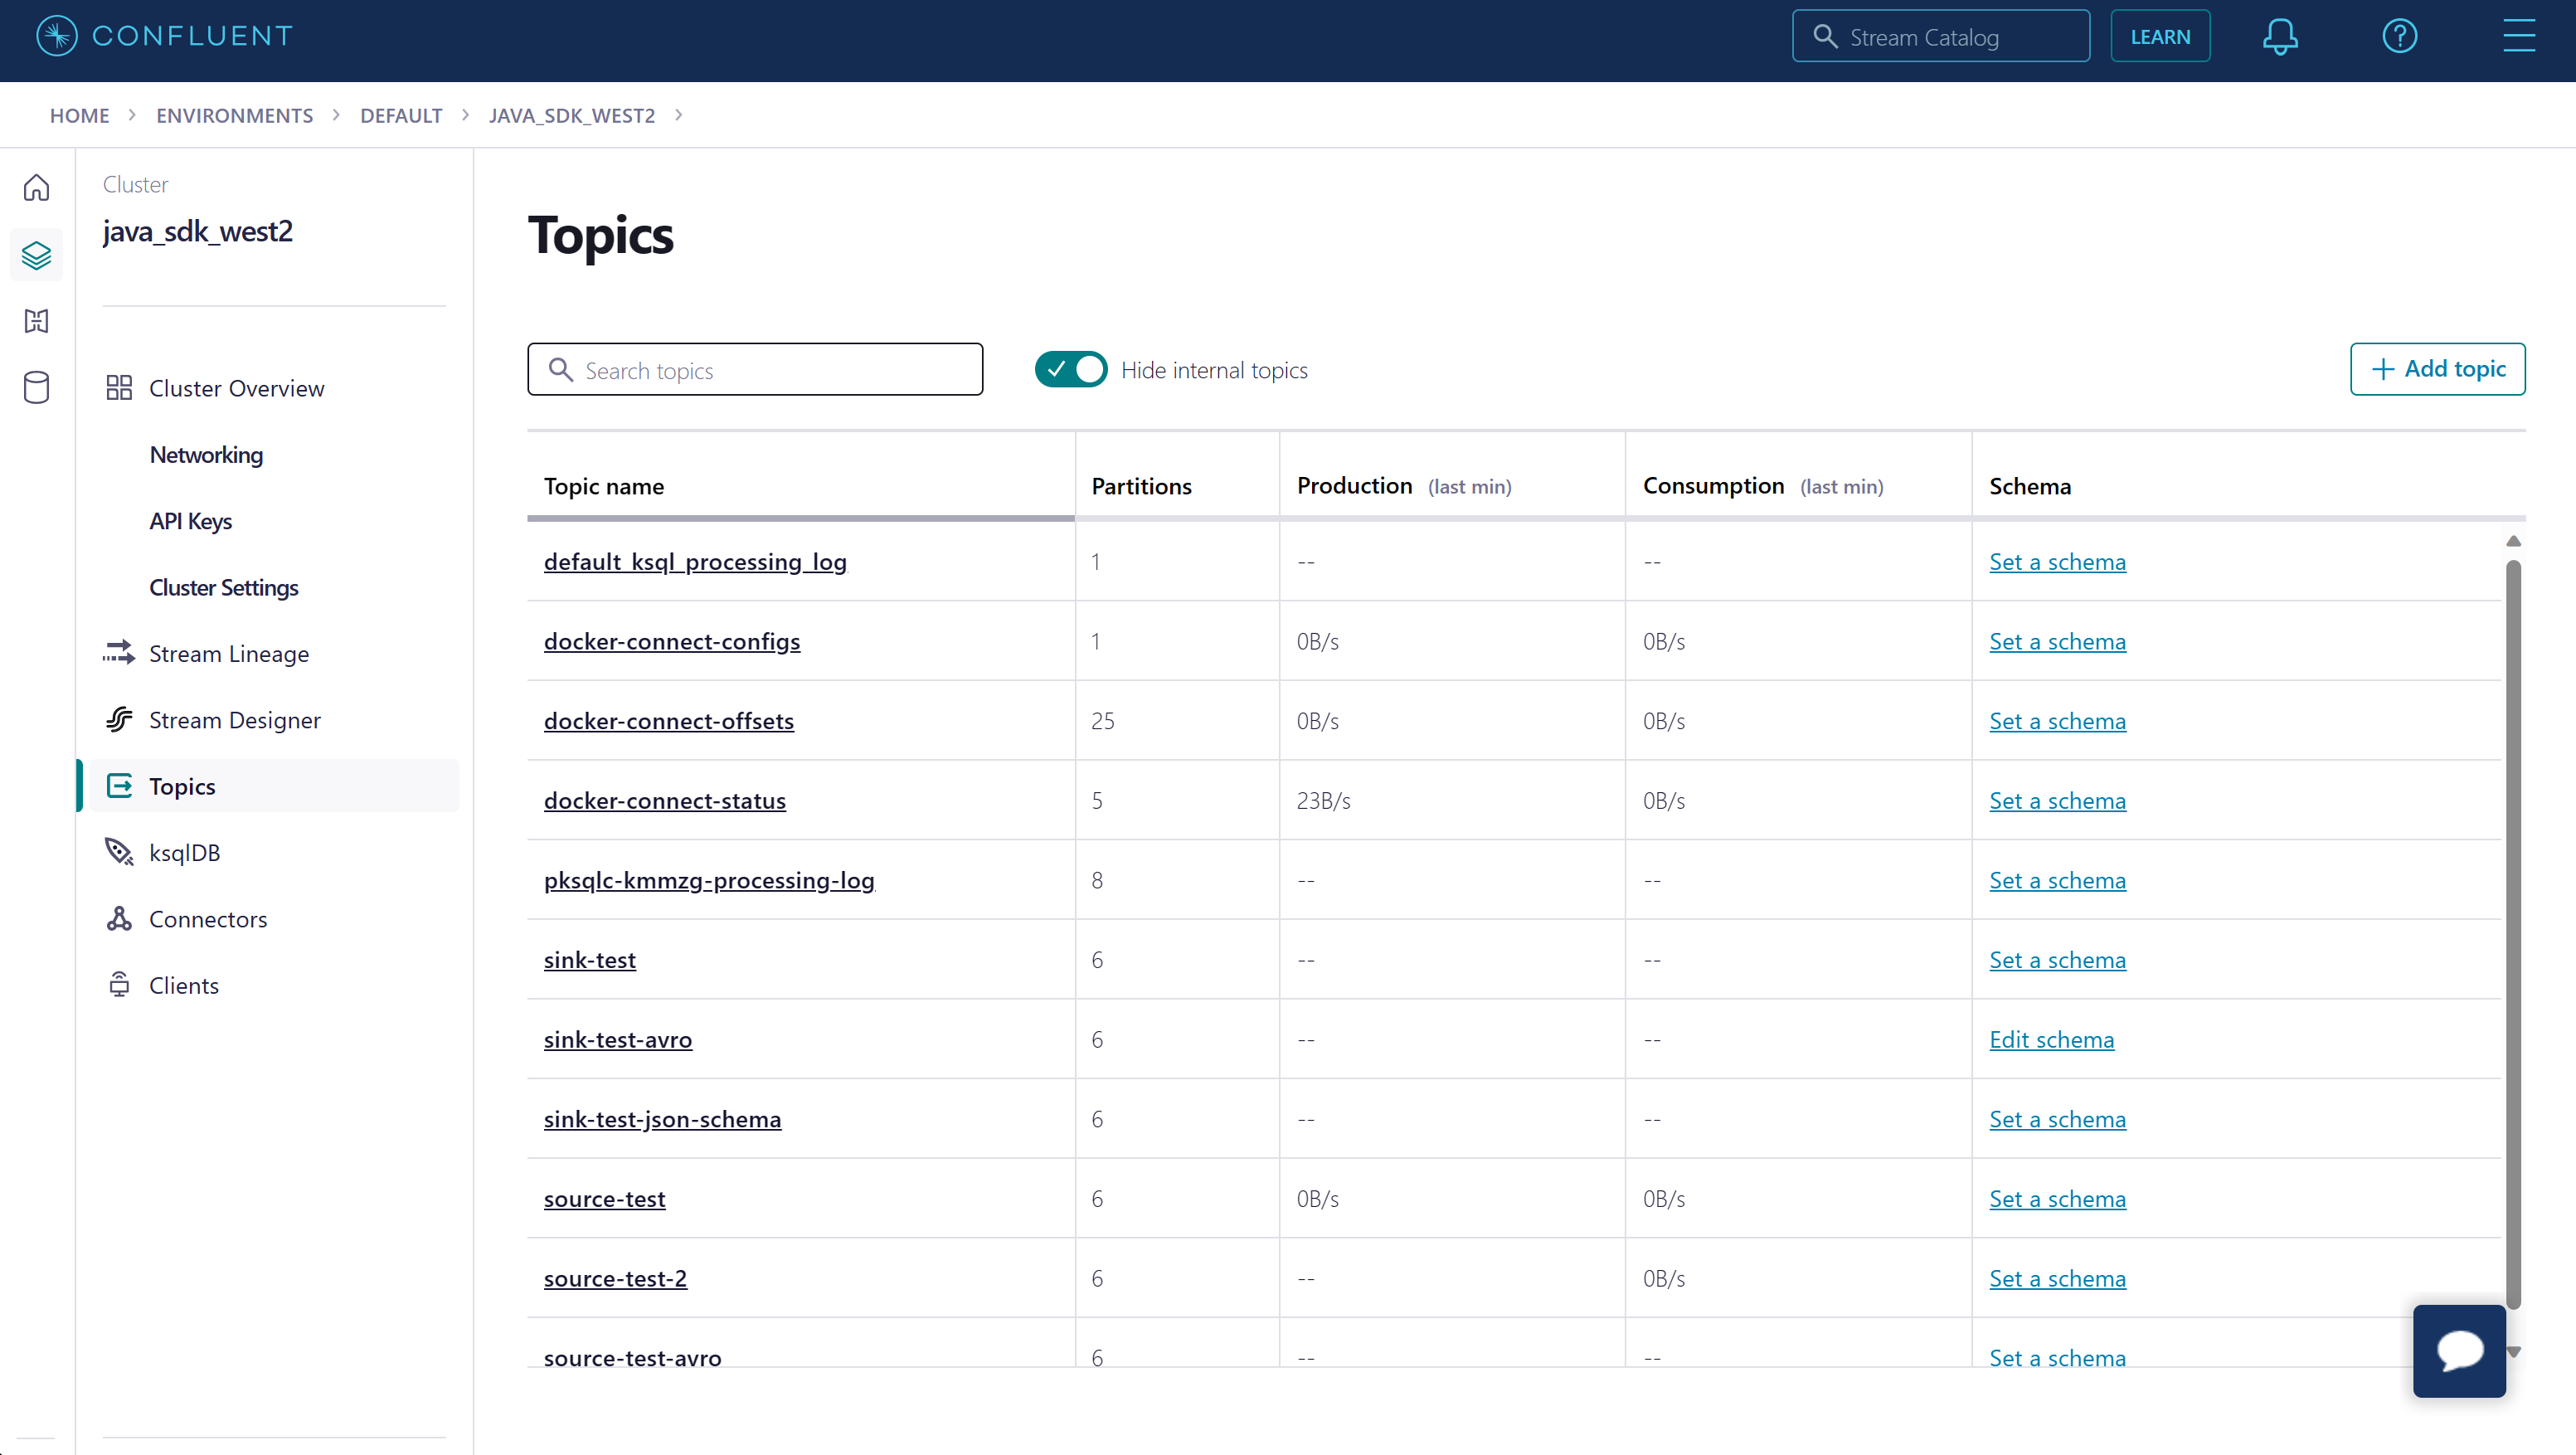 CONFLUENT
Stream Catalog
LEARN
HOME > ENVIRONMENTS > DEFAULT > JAVA_SDK_WEST2 >
Cluster
java_sdk_west2
Cluster Overview
Networking
API Keys
Cluster Settings
Stream Lineage
Stream Designer
Topics
ksqlDB
Connectors
Clients
Topics
Search topics
Hide internal topics
+ Add topic
Topic name Partitions Production (last min) Consumption (last min) Schema
default_ksql_processing_log 1 -- -- Set a schema
docker-connect-configs 1 0B/s 0B/s Set a schema
docker-connect-offsets 25 0B/s 0B/s Set a schema
docker-connect-status 5 23B/s 0B/s Set a schema
pksqlc-kmmzg-processing-log 8 -- -- Set a schema
sink-test 6 -- -- Set a schema
sink-test-avro 6 -- -- Edit schema
sink-test-json-schema 6 -- -- Set a schema
source-test 6 0B/s 0B/s Set a schema
source-test-2 6 -- 0B/s Set a schema
source-test-avro 6 -- -- Set a schema